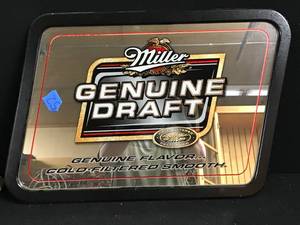 Miller
GENUINE
DRAFT
GENUINE FLAVOR...
COLD-FILTERED SMOOTH.